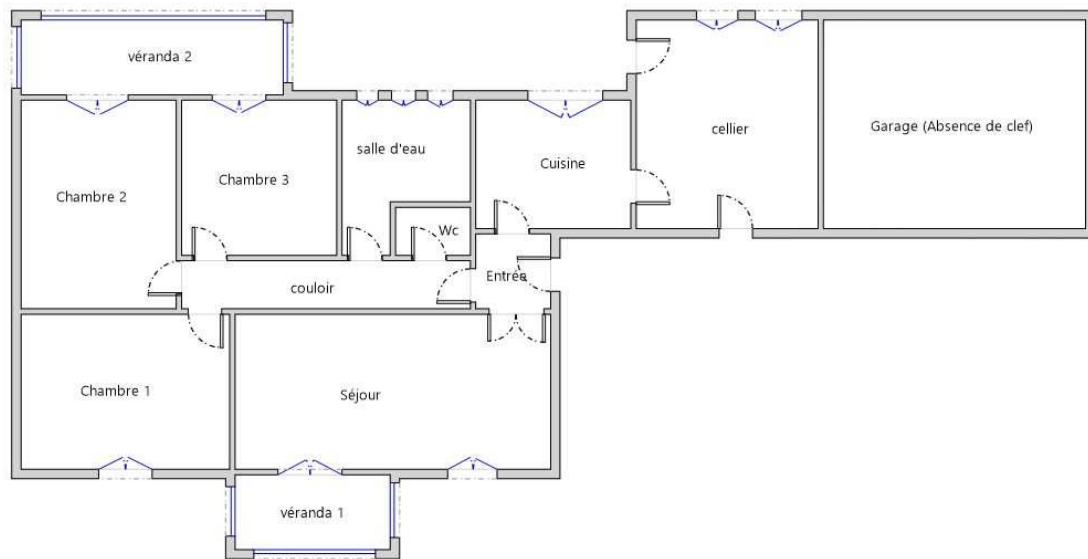 véranda 2
cellier
Garage (Absence de clef)
salle d'eau
Cuisine
Chambre 3
Chambre 2
Wc
Entrée
couloir
Chambre 1
Séjour
véranda 1